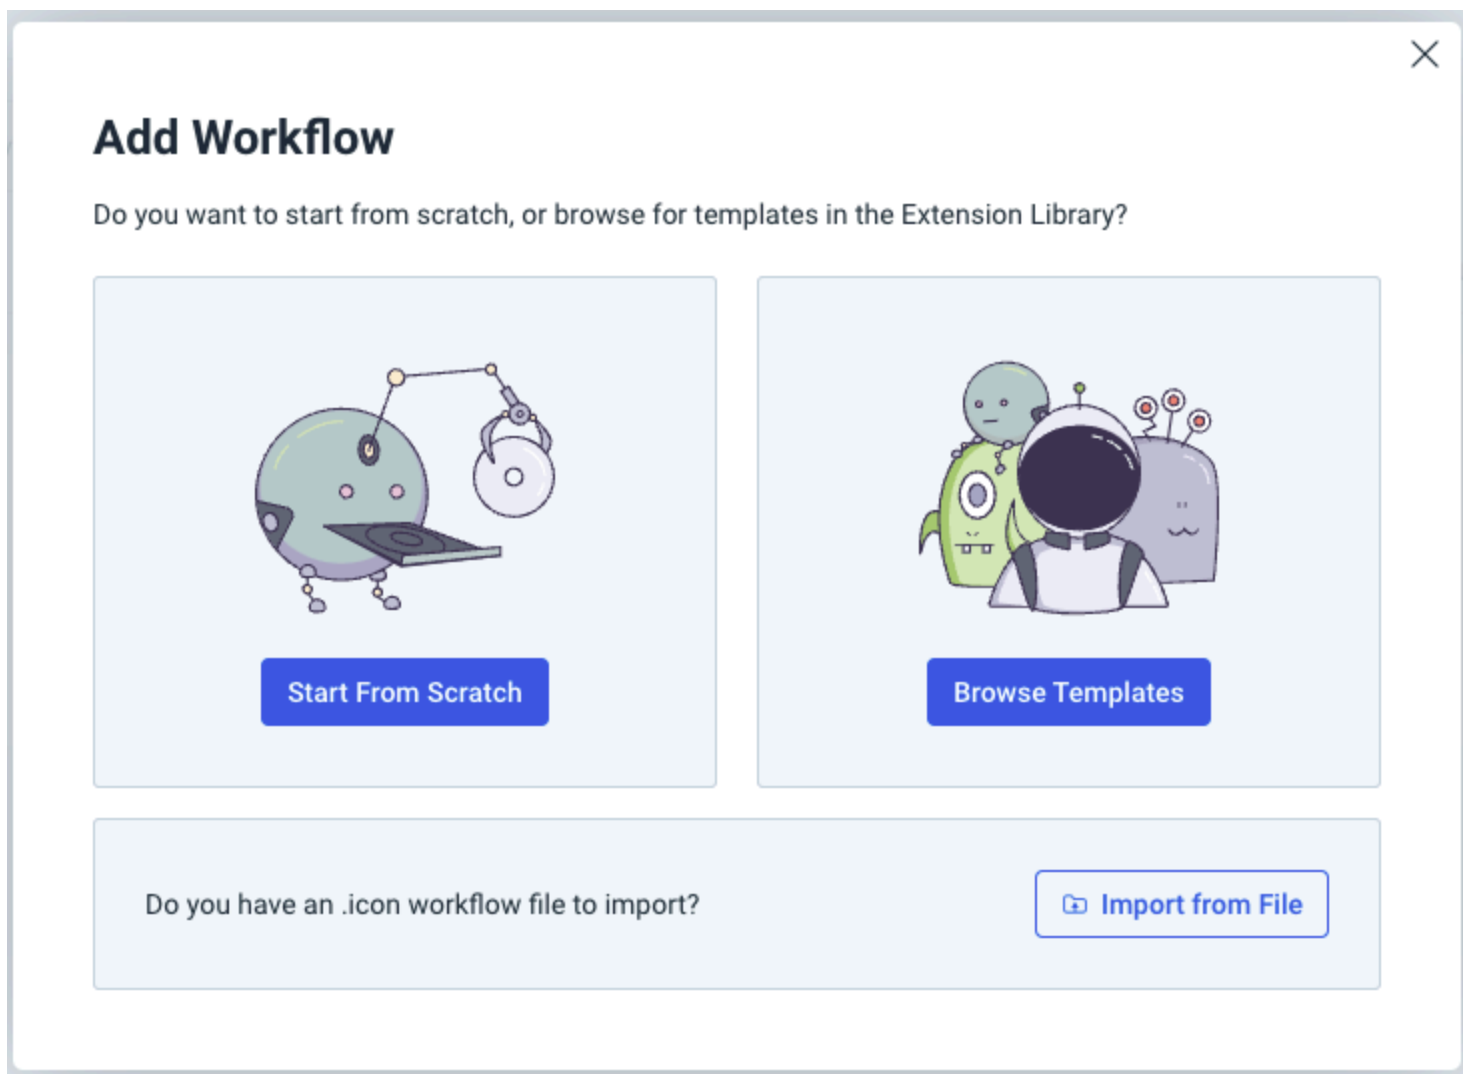 Add Workflow
Do you want to start from scratch, or browse for templates in the Extension Library?
Start From Scratch
Browse Templates
Do you have an .icon workflow file to import?
Import from File